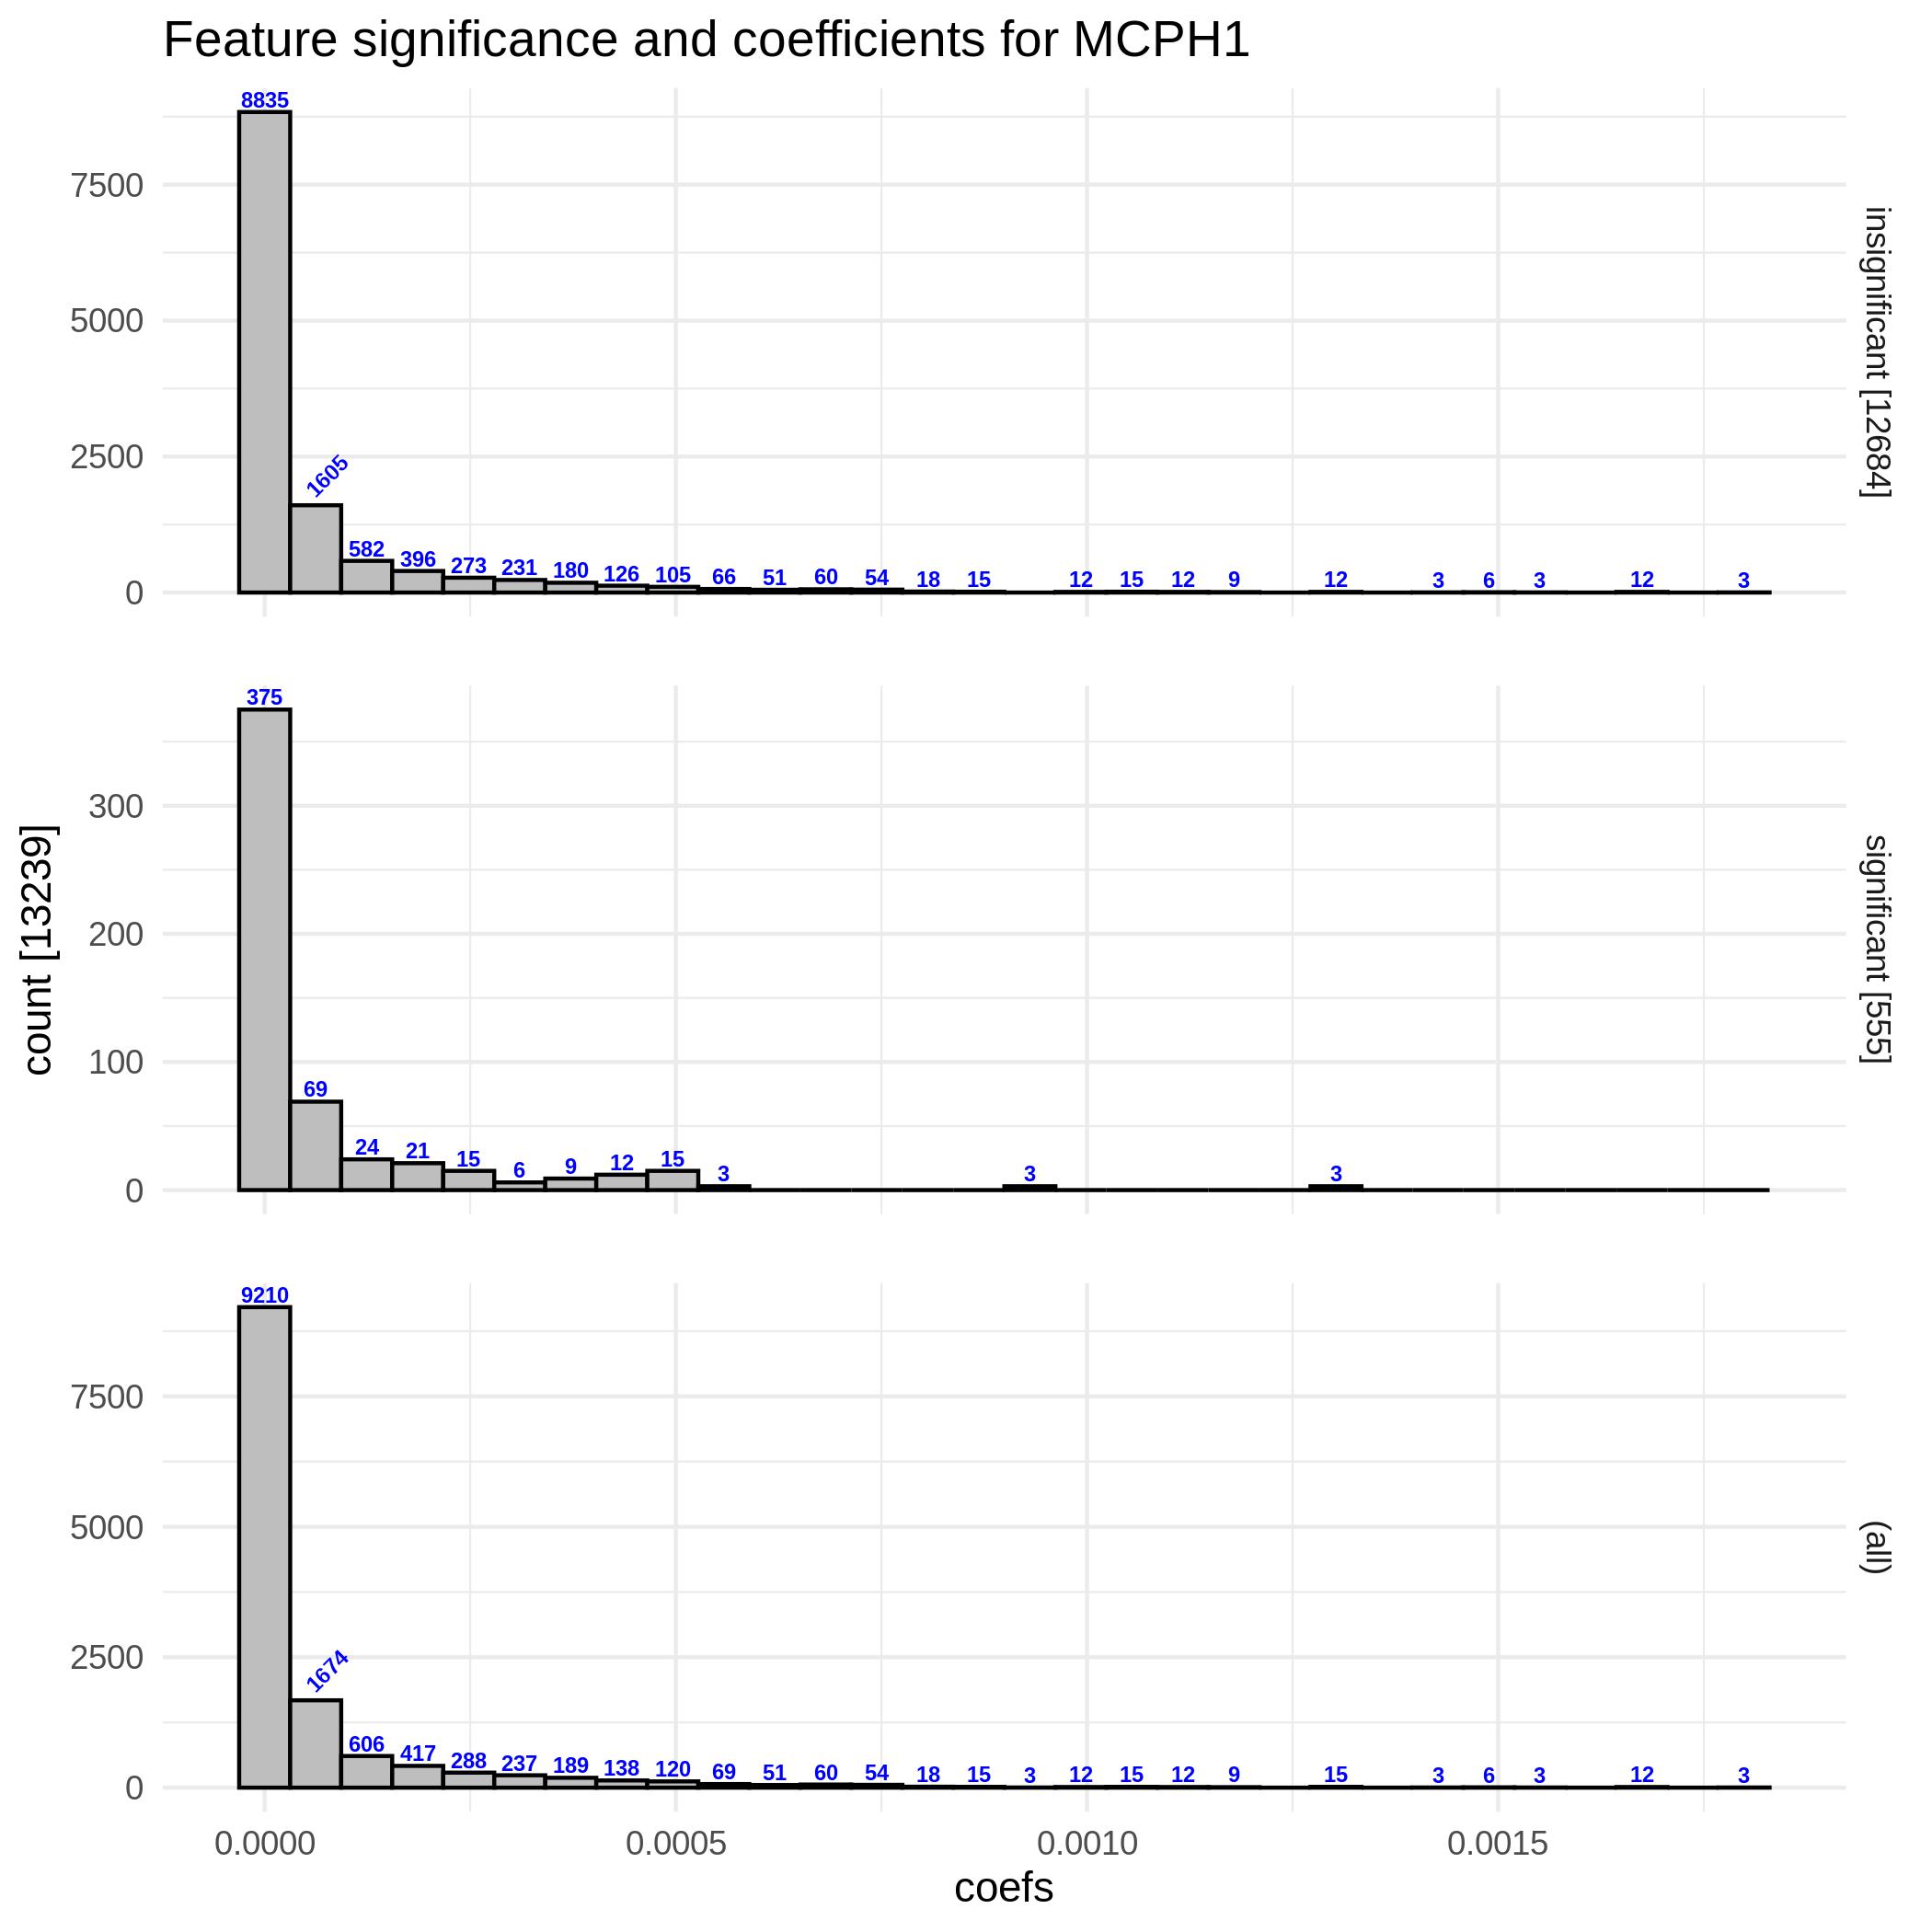 Feature significance and coefficients for MCPH1
count [13239]
8835
1605
582 396 273 231 180 126 105 66 51 60 54 18 15 12 15 12 9 12 3 6 3 12 3
7500
5000
2500
0
insignificant [12684]
375
69
24 21 15 6 9 12 15 3 3 3
300
200
100
0
significant [555]
9210
1674
606 417 288 237 189 138 120 69 51 60 54 18 15 3 12 15 12 9 15 3 6 3 12 3
7500
5000
2500
0
(all)
0.0000 0.0005 0.0010 0.0015
coefs